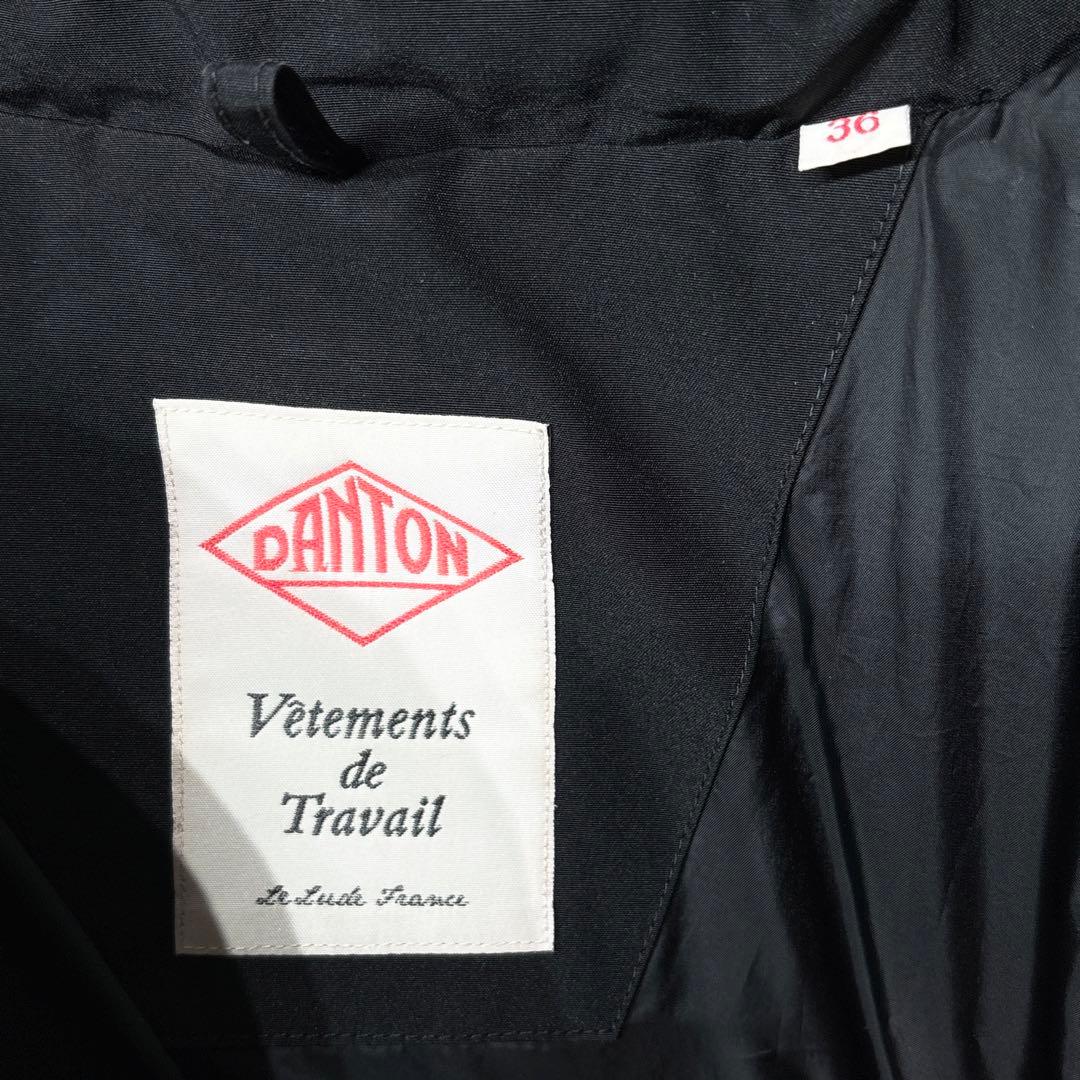 36
DANTON
Vêtements
de
Travail
Le Lude France